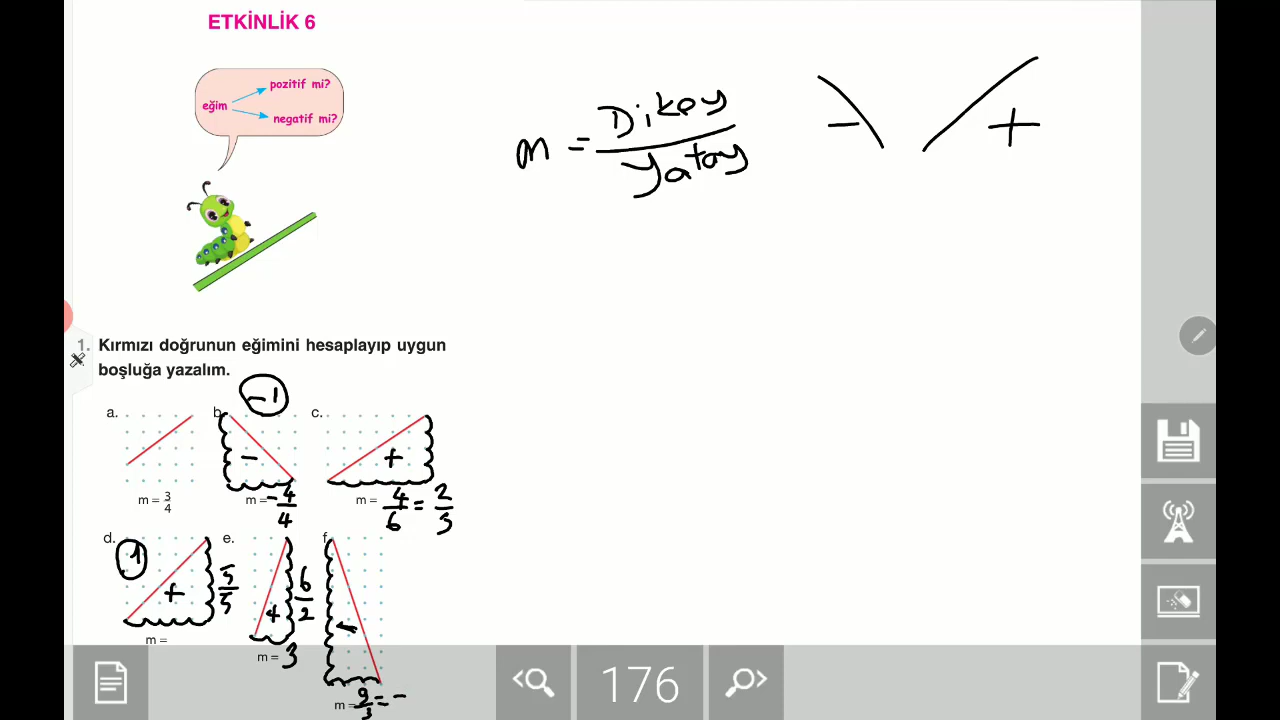 ETKİNLİK 6
pozitif mi?
eğim
negatif mi?
m = Dikey / Yatay
- +
1. Kırmızı doğrunun eğimini hesaplayıp uygun
boşluğa yazalım.
-1
a. b. c.
- +
m = 3/4 m = -4/4 m = 4/6 = 2/3
d. e. f.
1 + 5/5 + 6/2 -
m =
m = 3
m = 9/3 = -
176